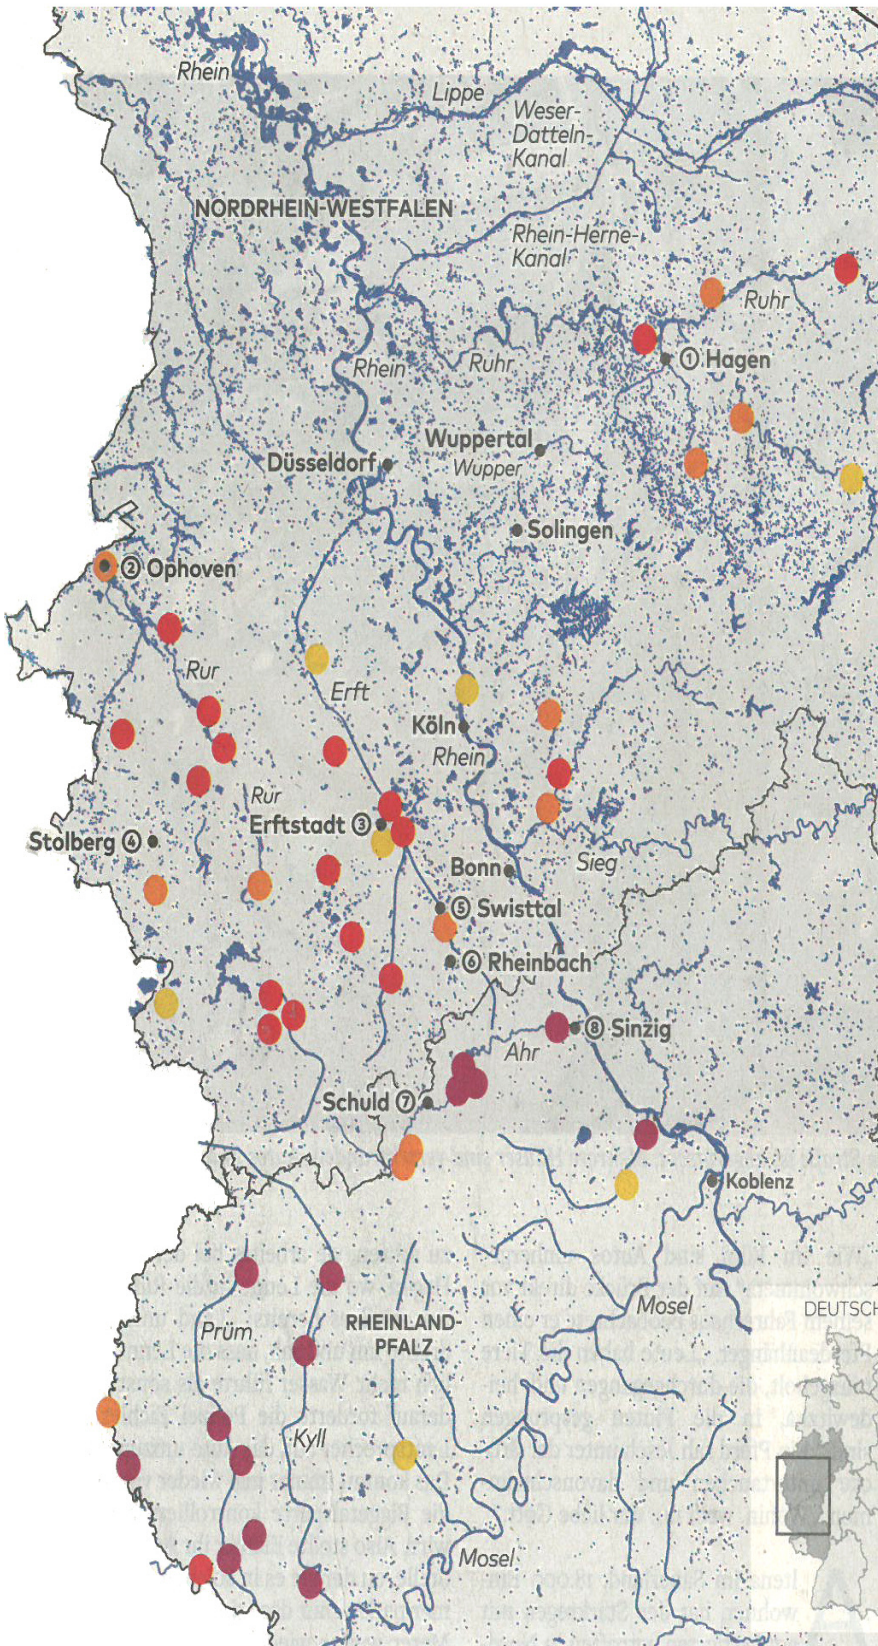 Rhein
Lippe
Weser-
Datteln-
Kanal
NORDRHEIN-WESTFALEN
Rhein-Herne-
Kanal
Ruhr
Rhein
Ruhr
① Hagen
Wuppertal
Wupper
Düsseldorf
Solingen
② Ophoven
Rur
Erft
Köln
Rhein
Rur
Erftstadt ③
Stolberg ④
Sieg
Bonn
⑤ Swisttal
⑥ Rheinbach
⑧ Sinzig
Ahr
Schuld ⑦
Koblenz
Mosel
DEUTSCH
Prüm
RHEINLAND-
PFALZ
Kyll
Mosel